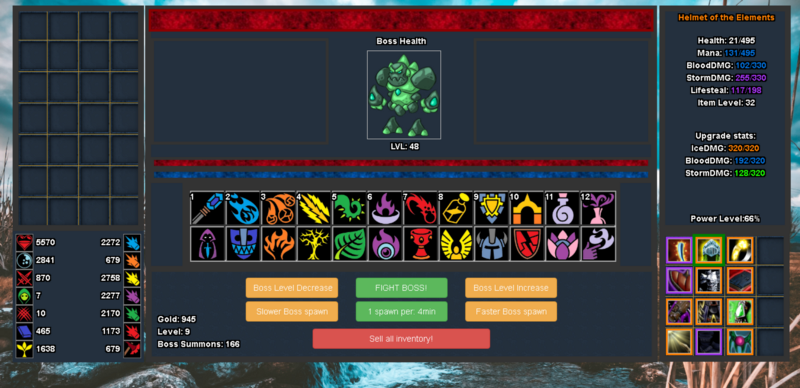 Boss Health
LVL: 48
1 2 3 4 5 6 7 8 9 10 11 12
5570 2272
2841 679
870 2758
7 2277
10 2170
465 1173
1638 679
Boss Level Decrease
FIGHT BOSS!
Boss Level Increase
Slower Boss spawn
1 spawn per. 4min
Faster Boss spawn
Gold: 945
Level: 9
Boss Summons: 166
Sell all inventory!
Helmet of the Elements
Health: 21/495
Mana: 131/495
BloodDMG: 102/330
StormDMG: 255/330
Lifesteal: 117/198
Item Level: 32
Upgrade stats:
IceDMG: 320/320
BloodDMG: 192/320
StormDMG: 128/320
Power Level:66%